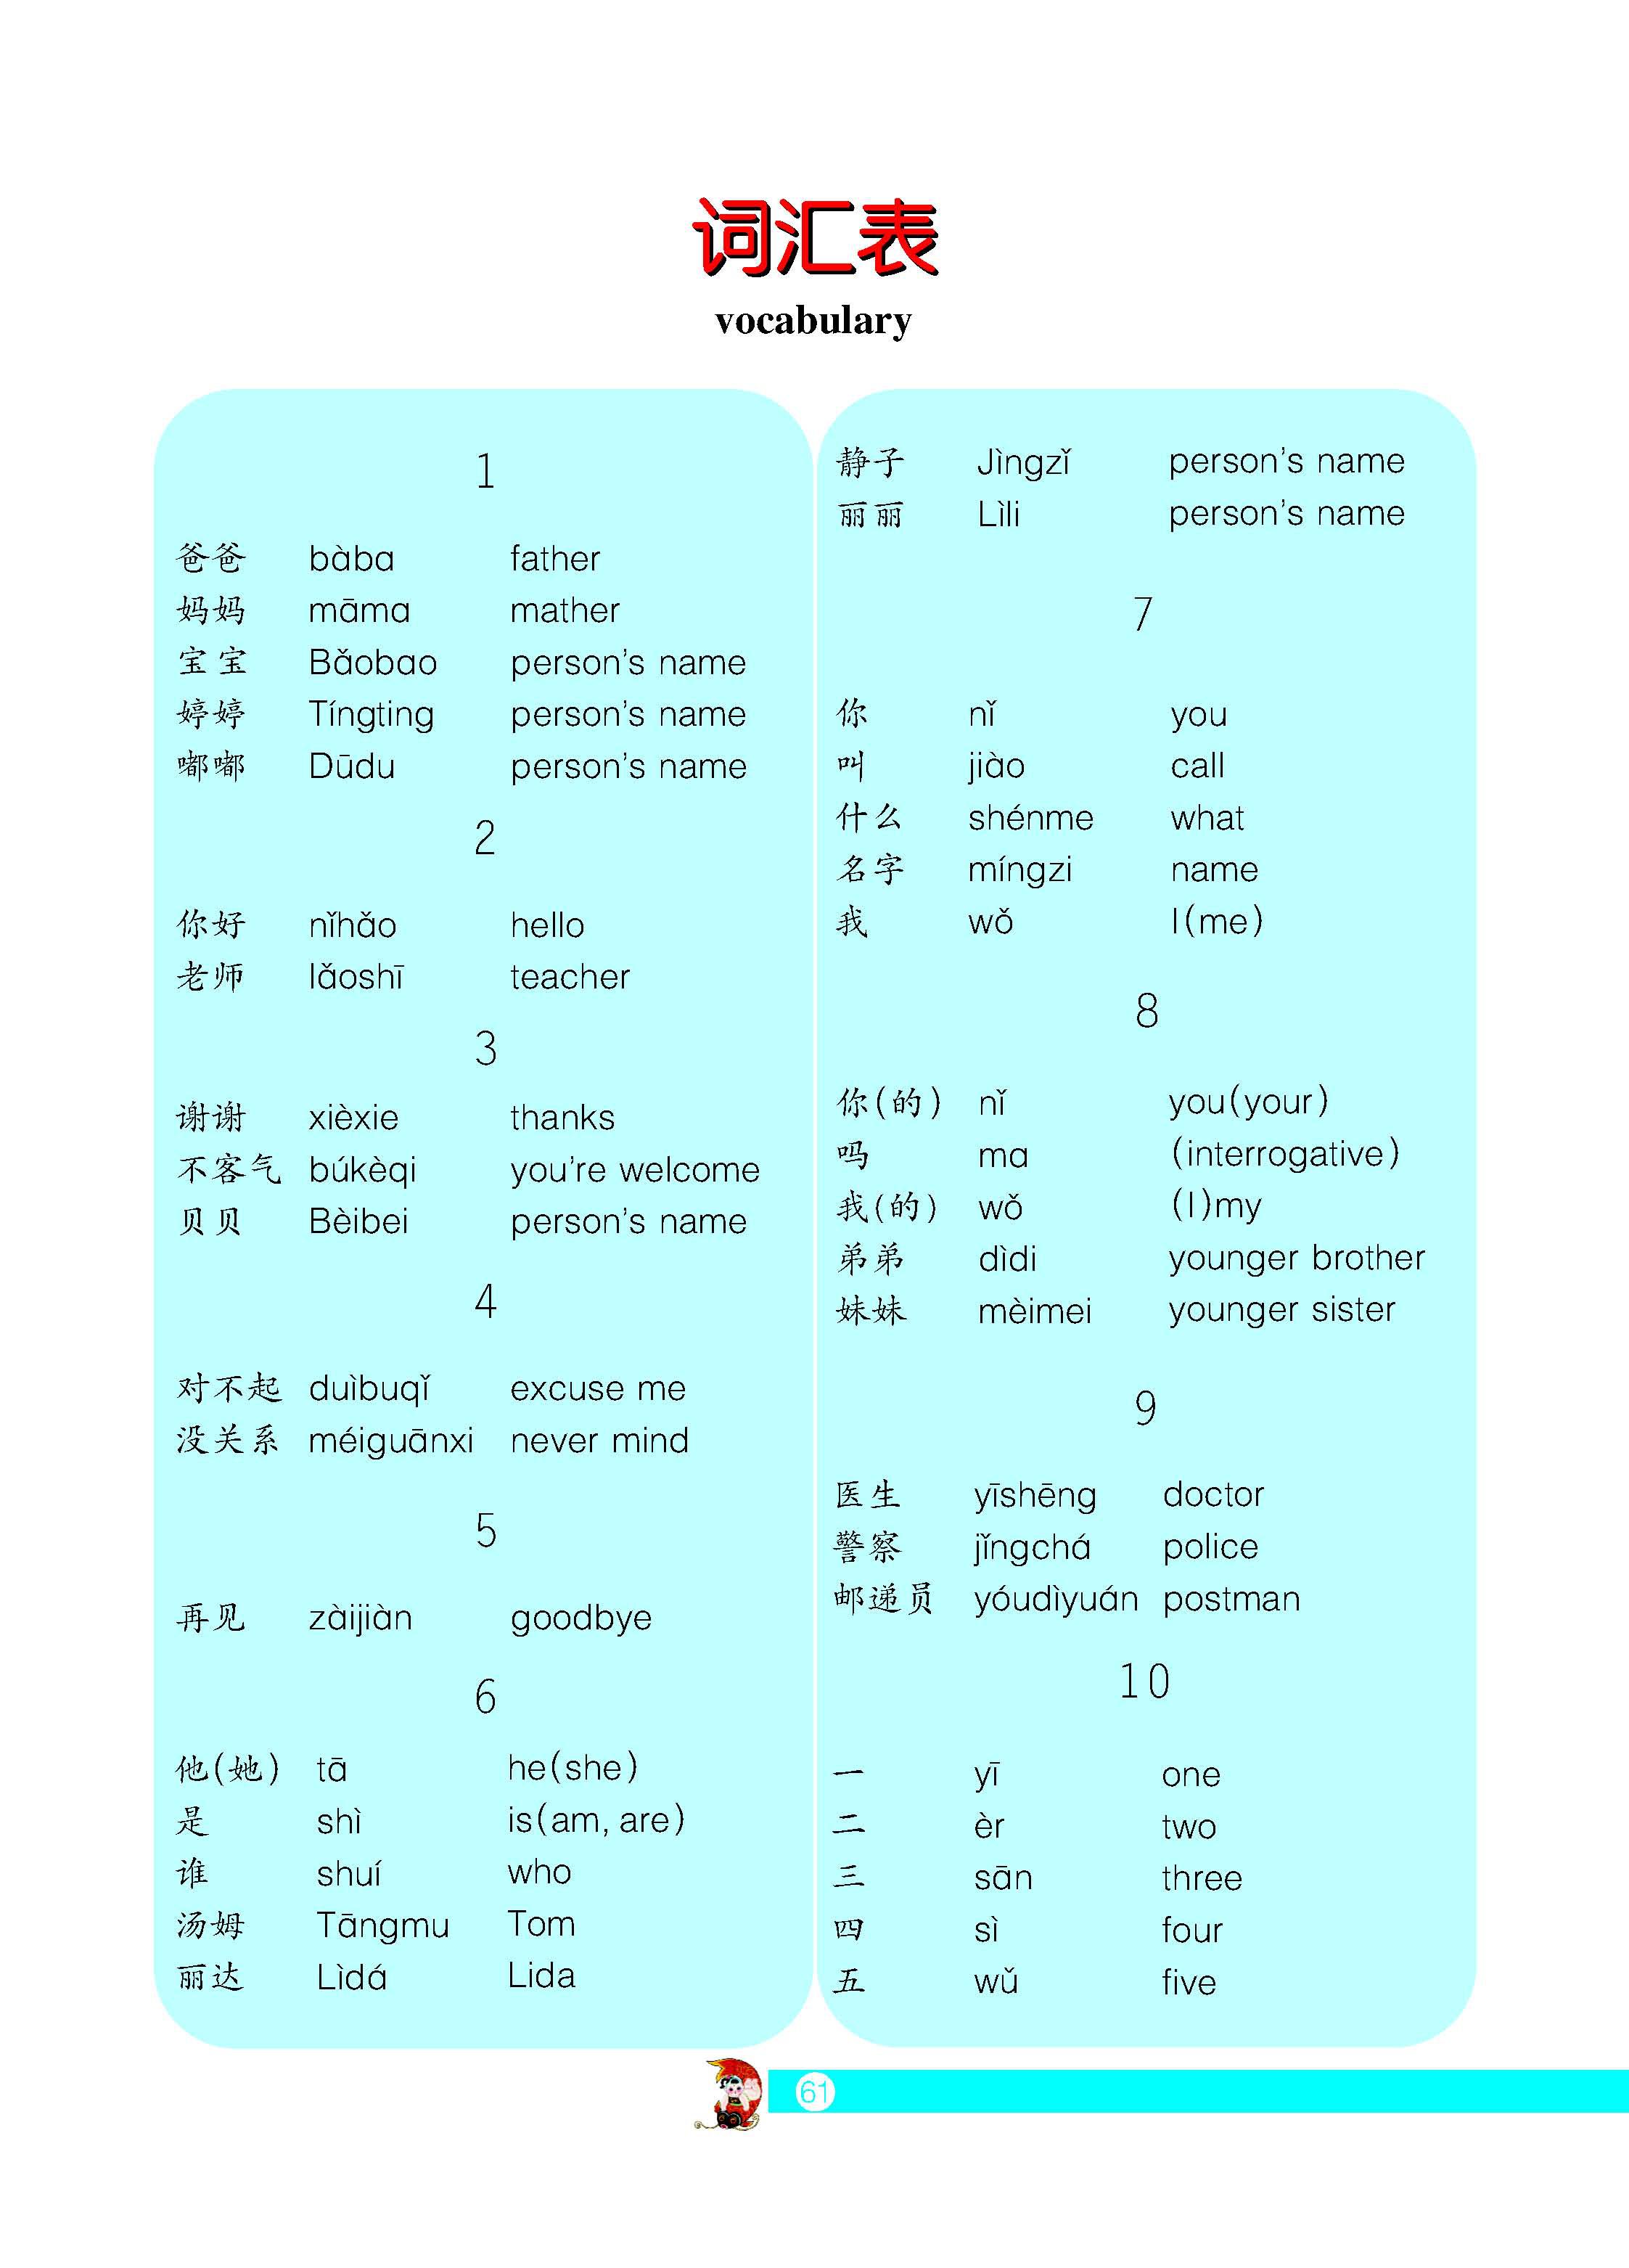 词汇表
vocabulary
1
爸爸 bàba father
妈妈 māma mather
宝宝 Bǎobao person's name
婷婷 Tíngting person's name
嘟嘟 Dūdu person's name
2
你好 nǐhǎo hello
老师 lǎoshī teacher
3
谢谢 xièxie thanks
不客气 búkèqi you're welcome
贝贝 Bèibei person's name
4
对不起 duìbuqǐ excuse me
没关系 méiguānxi never mind
5
再见 zàijiàn goodbye
6
他(她) tā he(she)
是 shì is(am, are)
谁 shuí who
汤姆 Tāngmu Tom
丽达 Lìdá Lida
静子 Jìngzǐ person's name
丽丽 Lìli person's name
7
你 nǐ you
叫 jiào call
什么 shénme what
名字 míngzi name
我 wǒ I(me)
8
你(的) nǐ you(your)
吗 ma (interrogative)
我(的) wǒ (I)my
弟弟 dìdi younger brother
妹妹 mèimei younger sister
9
医生 yīshēng doctor
警察 jǐngchá police
邮递员 yóudìyuán postman
10
一 yī one
二 èr two
三 sān three
四 sì four
五 wǔ five
61